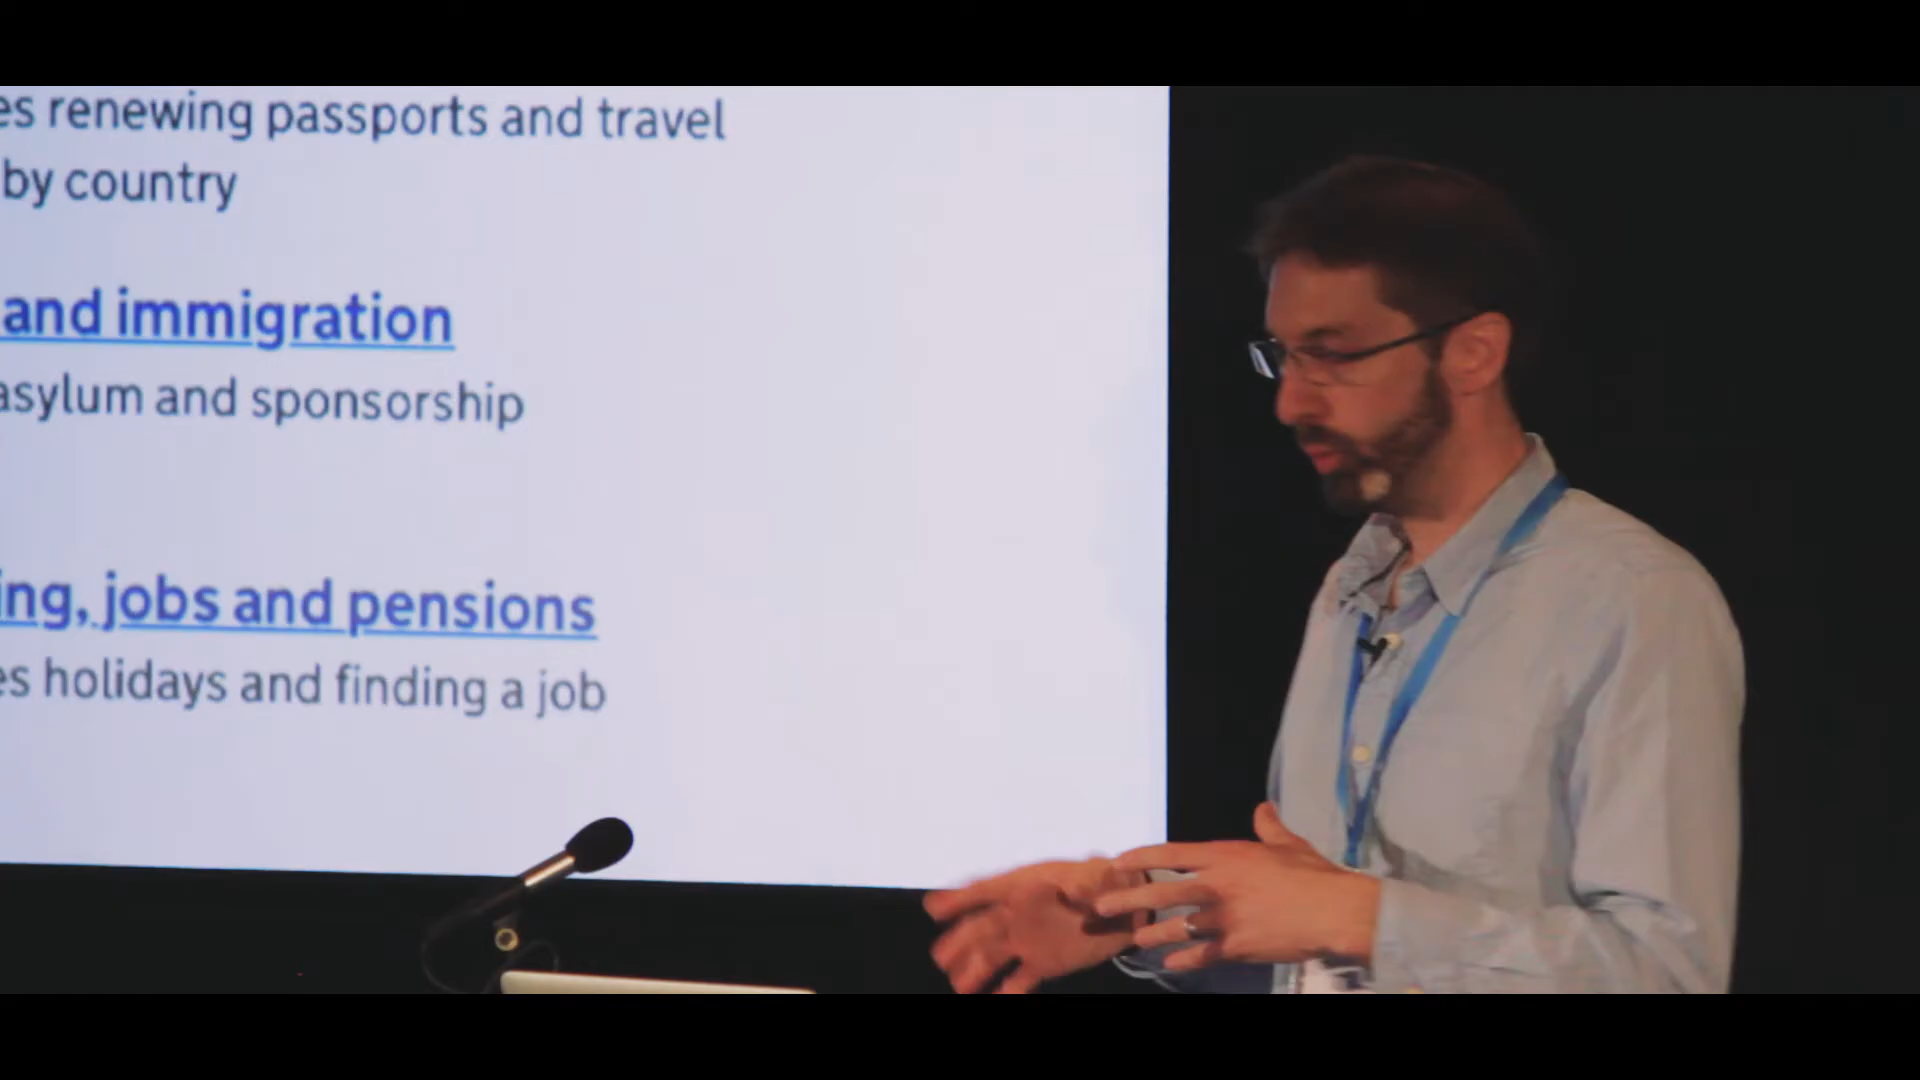 es renewing passports and travel
by country
and immigration
asylum and sponsorship
ing, jobs and pensions
es holidays and finding a job